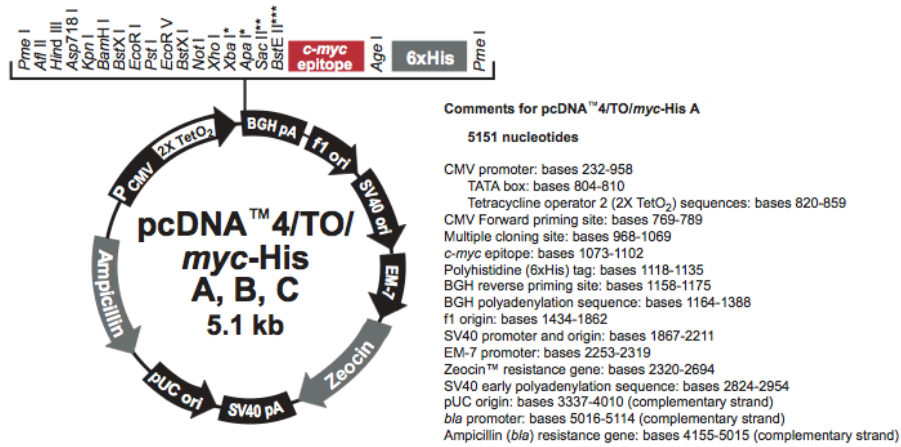 Pme I
Afl II
Hind III
Asp718 I
Kpn I
BamH I
BstX I
EcoR I
Pst I
EcoR V
BstX I
Not I
Xho I
Xba I*
Apa I*
Sac II**
BstE II***
c-myc
epitope
Age I
6xHis
Pme I
PCMV
2X TetO2
BGH pA
f1 ori
SV40 ori
EM-7
Zeocin
SV40 pA
pUC ori
Ampicillin
pcDNA™4/TO/
myc-His
A, B, C
5.1 kb
Comments for pcDNA™4/TO/myc-His A
5151 nucleotides
CMV promoter: bases 232-958
TATA box: bases 804-810
Tetracycline operator 2 (2X TetO2) sequences: bases 820-859
CMV Forward priming site: bases 769-789
Multiple cloning site: bases 968-1069
c-myc epitope: bases 1073-1102
Polyhistidine (6xHis) tag: bases 1118-1135
BGH reverse priming site: bases 1158-1175
BGH polyadenylation sequence: bases 1164-1388
f1 origin: bases 1434-1862
SV40 promoter and origin: bases 1867-2211
EM-7 promoter: bases 2253-2319
Zeocin™ resistance gene: bases 2320-2694
SV40 early polyadenylation sequence: bases 2824-2954
pUC origin: bases 3337-4010 (complementary strand)
bla promoter: bases 5016-5114 (complementary strand)
Ampicillin (bla) resistance gene: bases 4155-5015 (complementary strand)